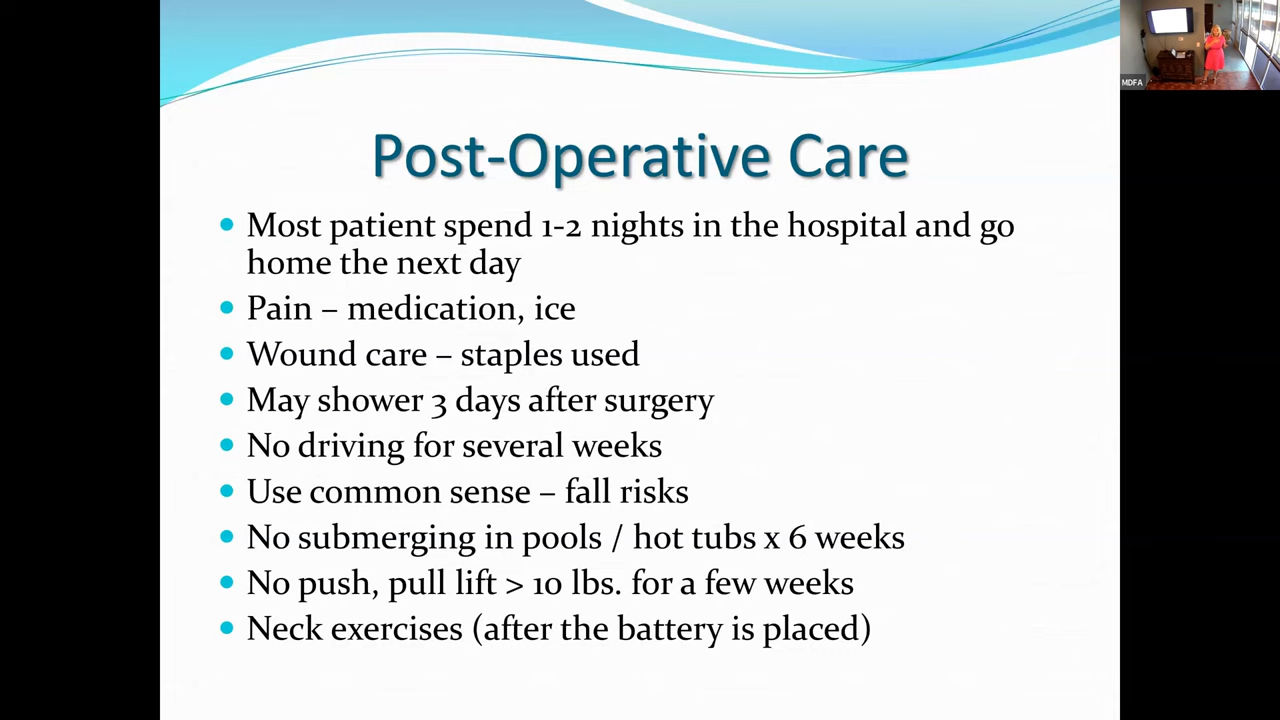 MDFA
Post-Operative Care
• Most patient spend 1-2 nights in the hospital and go
home the next day
• Pain – medication, ice
• Wound care – staples used
• May shower 3 days after surgery
• No driving for several weeks
• Use common sense – fall risks
• No submerging in pools / hot tubs x 6 weeks
• No push, pull lift > 10 lbs. for a few weeks
• Neck exercises (after the battery is placed)